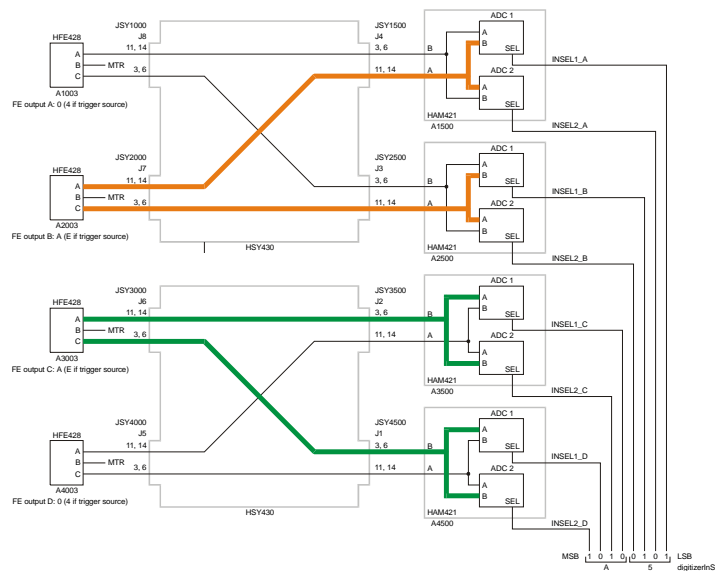 JSY1000
J8
HFE428
A
B
C
11, 14
MTR
3, 6
A1003
FE output A: 0 (4 if trigger source)
JSY1500
J4
3, 6
B
11, 14
A
ADC 1
A
B
SEL
ADC 2
A
B
SEL
HAM421
A1500
INSEL1_A
INSEL2_A
JSY2000
J7
HFE428
A
B
C
11, 14
MTR
3, 6
A2003
FE output B: A (E if trigger source)
JSY2500
J3
3, 6
B
11, 14
A
ADC 1
A
B
SEL
ADC 2
A
B
SEL
HAM421
A2500
INSEL1_B
INSEL2_B
HSY430
JSY3000
J6
HFE428
A
B
C
11, 14
MTR
3, 6
A3003
FE output C: A (E if trigger source)
JSY3500
J2
3, 6
B
11, 14
A
ADC 1
A
B
SEL
ADC 2
A
B
SEL
HAM421
A3500
INSEL1_C
INSEL2_C
JSY4000
J5
HFE428
A
B
C
11, 14
MTR
3, 6
A4003
FE output D: 0 (4 if trigger source)
JSY4500
J1
3, 6
B
11, 14
A
ADC 1
A
B
SEL
ADC 2
A
B
SEL
HAM421
A4500
INSEL1_D
INSEL2_D
HSY430
MSB 1 0 1 0 0 1 0 1 LSB
A 5 digitizerInS